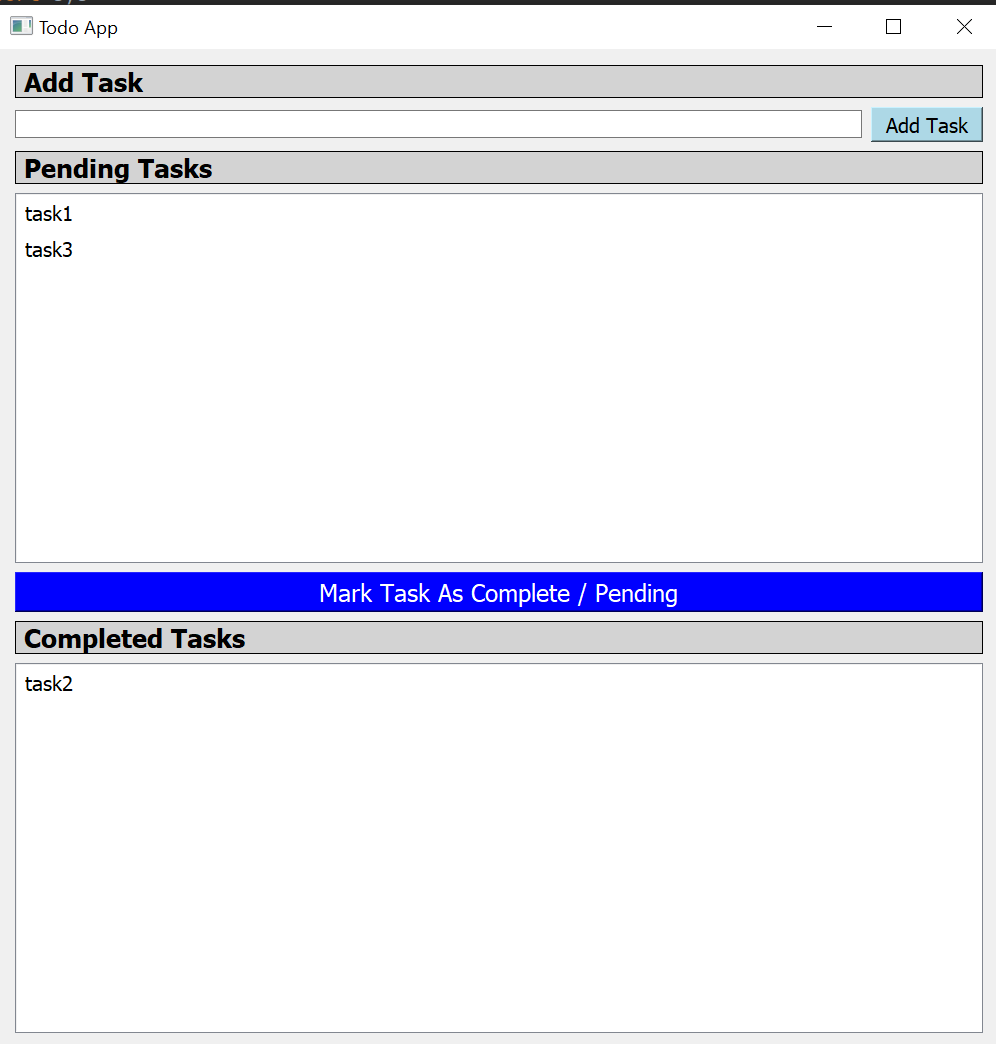 Todo App
Add Task
Add Task
Pending Tasks
task1
task3
Mark Task As Complete / Pending
Completed Tasks
task2